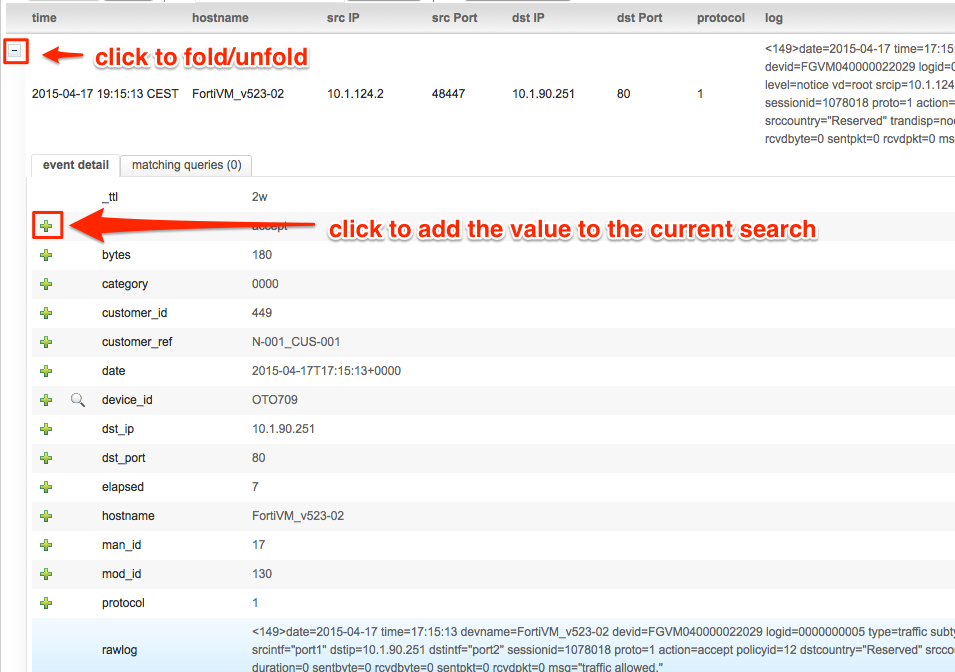 time hostname src IP src Port dst IP dst Port protocol log
click to fold/unfold
<149>date=2015-04-17 time=17:15:
devid=FGVM040000022029 logid=0
level=notice vd=root srcip=10.1.124
2015-04-17 19:15:13 CEST FortiVM_v523-02 10.1.124.2 48447 10.1.90.251 80 1
sessionid=1078018 proto=1 action=
srccountry="Reserved" trandisp=noo
rcvdbyte=0 sentpkt=0 rcvdpkt=0 ms
event detail matching queries (0)
_ttl 2w
accept
click to add the value to the current search
bytes 180
category 0000
customer_id 449
customer_ref N-001_CUS-001
date 2015-04-17T17:15:13+0000
device_id OTO709
dst_ip 10.1.90.251
dst_port 80
elapsed 7
hostname FortiVM_v523-02
man_id 17
mod_id 130
protocol 1
<149>date=2015-04-17 time=17:15:13 devname=FortiVM_v523-02 devid=FGVM040000022029 logid=0000000005 type=traffic subty
rawlog srcintf="port1" dstip=10.1.90.251 dstintf="port2" sessionid=1078018 proto=1 action=accept policyid=12 dstcountry="Reserved" srccou
duration=0 sentbyte=0 rcvdbyte=0 sentpkt=0 rcvdpkt=0 msg="traffic allowed."